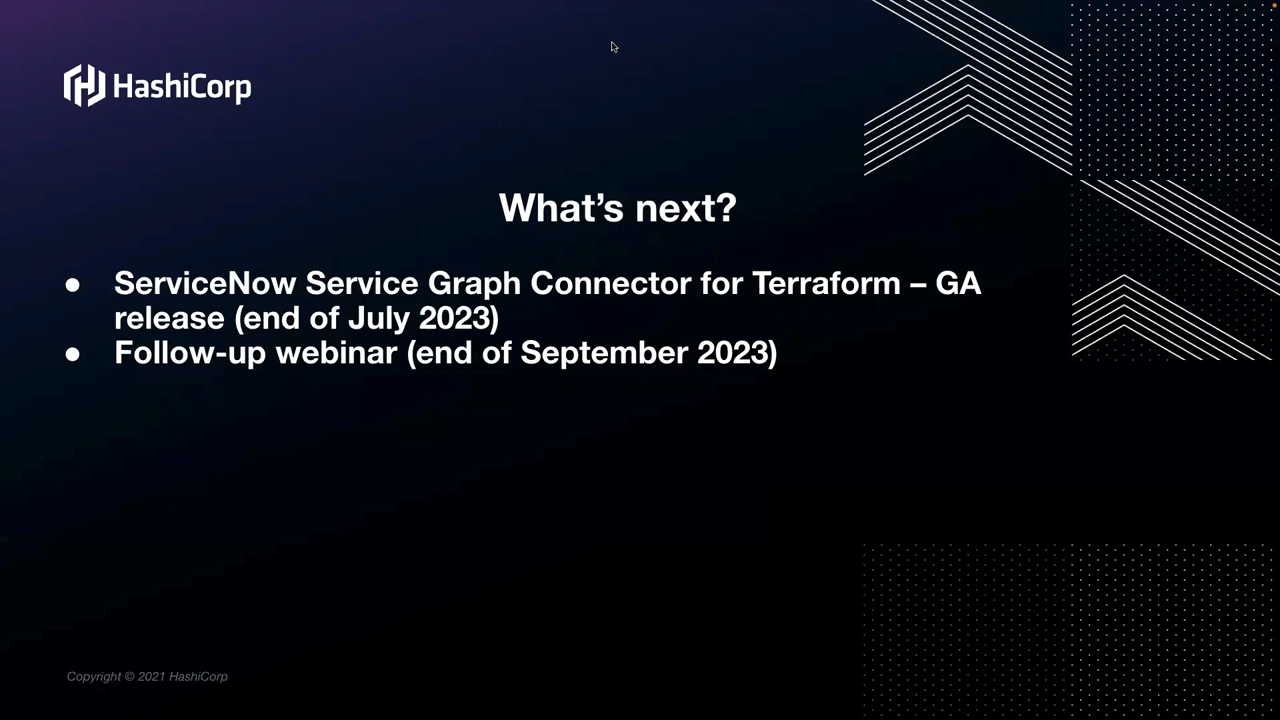 HashiCorp
What’s next?
● ServiceNow Service Graph Connector for Terraform – GA
release (end of July 2023)
● Follow-up webinar (end of September 2023)
Copyright © 2021 HashiCorp